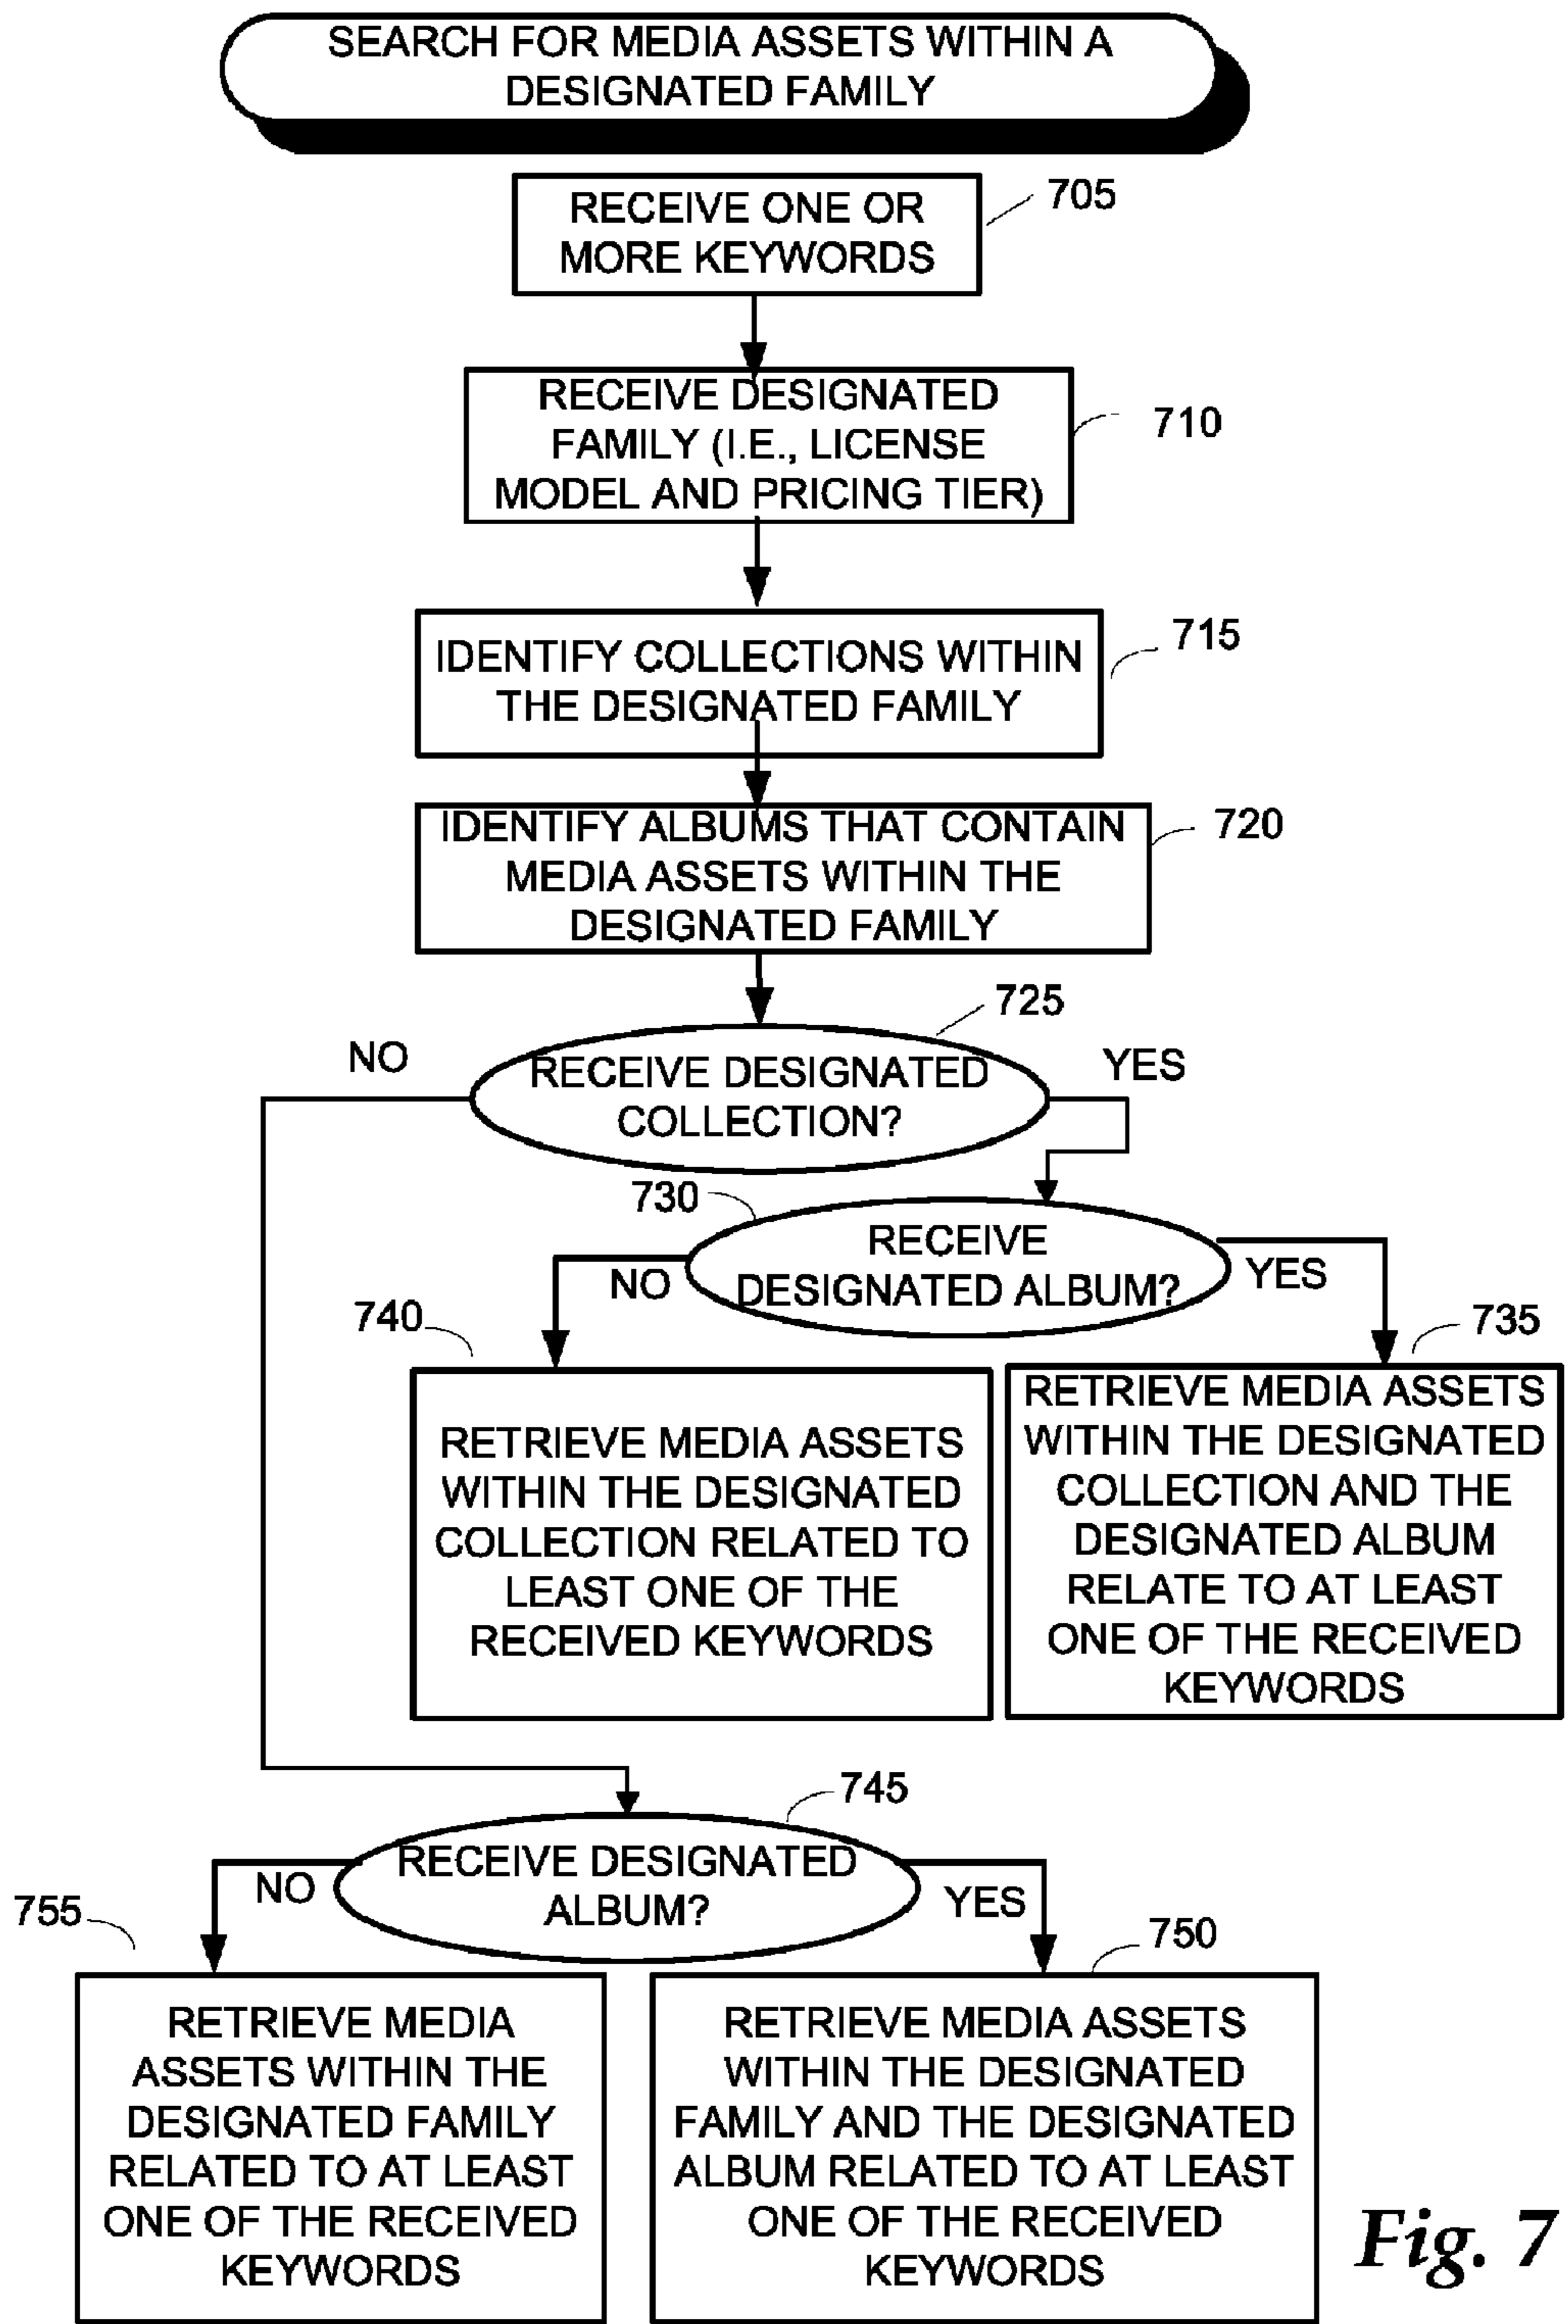 SEARCH FOR MEDIA ASSETS WITHIN A
DESIGNATED FAMILY
705
RECEIVE ONE OR
MORE KEYWORDS
710
RECEIVE DESIGNATED
FAMILY (I.E., LICENSE
MODEL AND PRICING TIER)
715
IDENTIFY COLLECTIONS WITHIN
THE DESIGNATED FAMILY
720
IDENTIFY ALBUMS THAT CONTAIN
MEDIA ASSETS WITHIN THE
DESIGNATED FAMILY
725
NO
YES
RECEIVE DESIGNATED
COLLECTION?
730
RECEIVE
DESIGNATED ALBUM?
NO
YES
740
735
RETRIEVE MEDIA ASSETS
WITHIN THE DESIGNATED
COLLECTION RELATED TO
LEAST ONE OF THE
RECEIVED KEYWORDS
RETRIEVE MEDIA ASSETS
WITHIN THE DESIGNATED
COLLECTION AND THE
DESIGNATED ALBUM
RELATE TO AT LEAST
ONE OF THE RECEIVED
KEYWORDS
745
RECEIVE DESIGNATED
ALBUM?
NO
YES
755
750
RETRIEVE MEDIA
ASSETS WITHIN THE
DESIGNATED FAMILY
RELATED TO AT LEAST
ONE OF THE RECEIVED
KEYWORDS
RETRIEVE MEDIA ASSETS
WITHIN THE DESIGNATED
FAMILY AND THE DESIGNATED
ALBUM RELATED TO AT LEAST
ONE OF THE RECEIVED
KEYWORDS
Fig. 7